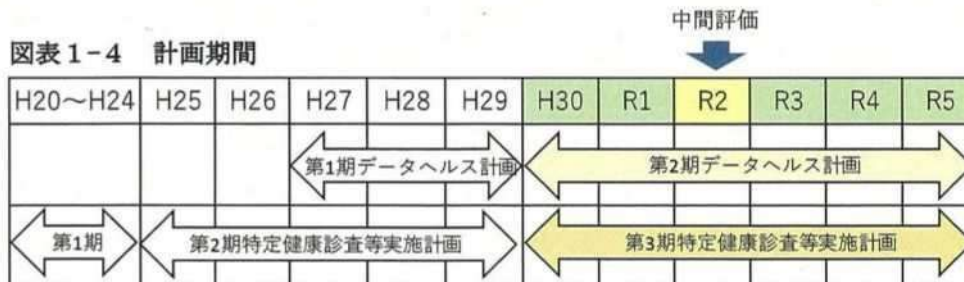 中間評価
図表1-4 計画期間
H20～H24 H25 H26 H27 H28 H29 H30 R1 R2 R3 R4 R5
第1期データヘルス計画 第2期データヘルス計画
第1期 第2期特定健康診査等実施計画 第3期特定健康診査等実施計画